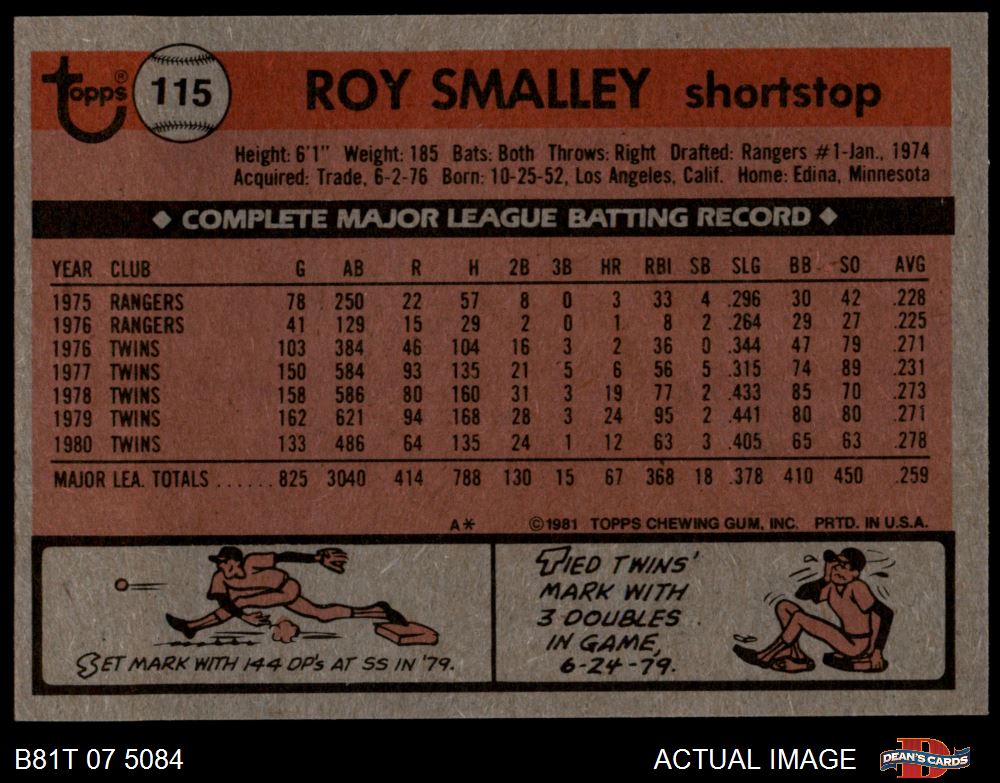 topps® 115 ROY SMALLEY shortstop
Height: 6'1" Weight: 185 Bats: Both Throws: Right Drafted: Rangers #1-Jan., 1974
Acquired: Trade, 6-2-76 Born: 10-25-52, Los Angeles, Calif. Home: Edina, Minnesota
◆ COMPLETE MAJOR LEAGUE BATTING RECORD ◆
YEAR CLUB G AB R H 2B 3B HR RBI SB SLG BB SO AVG
1975 RANGERS 78 250 22 57 8 0 3 33 4 .296 30 42 .228
1976 RANGERS 41 129 15 29 2 0 1 8 2 .264 29 27 .225
1976 TWINS 103 384 46 104 16 3 2 36 0 .344 47 79 .271
1977 TWINS 150 584 93 135 21 5 6 56 5 .315 74 89 .231
1978 TWINS 158 586 80 160 31 3 19 77 2 .433 85 70 .273
1979 TWINS 162 621 94 168 28 3 24 95 2 .441 80 80 .271
1980 TWINS 133 486 64 135 24 1 12 63 3 .405 65 63 .278
MAJOR LEA. TOTALS ...... 825 3040 414 788 130 15 67 368 18 .378 410 450 .259
A* ©1981 TOPPS CHEWING GUM, INC. PRTD. IN U.S.A.
SET MARK WITH 144 DP's AT SS IN '79.
TIED TWINS'
MARK WITH
3 DOUBLES
IN GAME,
6-24-79.
B81T 07 5084 ACTUAL IMAGE DEAN'S CARDS